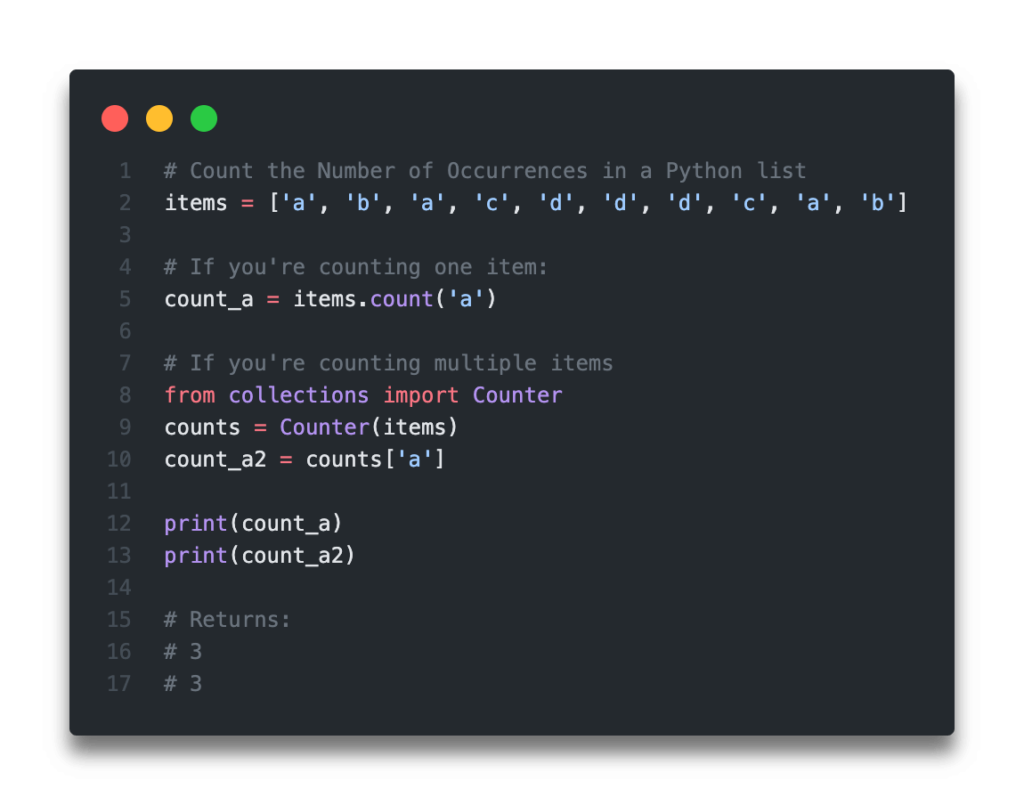 1 # Count the Number of Occurrences in a Python list
2 items = ['a', 'b', 'a', 'c', 'd', 'd', 'd', 'c', 'a', 'b']
3
4 # If you're counting one item:
5 count_a = items.count('a')
6
7 # If you're counting multiple items
8 from collections import Counter
9 counts = Counter(items)
10 count_a2 = counts['a']
11
12 print(count_a)
13 print(count_a2)
14
15 # Returns:
16 # 3
17 # 3